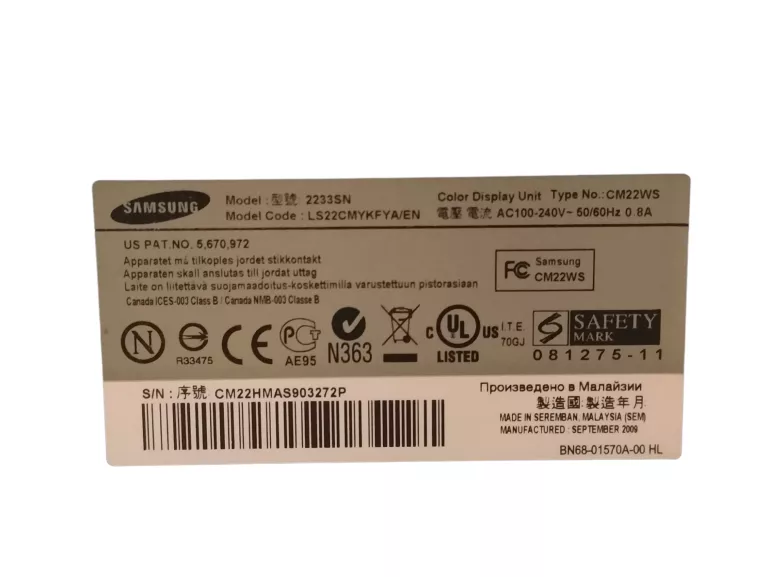 SAMSUNG
Model : 型號 2233SN
Model Code : LS22CMYKFYA/EN
Color Display Unit Type No.: CM22WS
電壓 電流 AC100-240V~ 50/60Hz 0.8A
US PAT.NO. 5,670,972
Apparatet må tilkoples jordet stikkontakt
Apparaten skall anslutas till jordat uttag
Laite on liitettävä suojamaadoitus-koskettimilla varustettuun pistorasiaan
Canada ICES-003 Class B / Canada NMB-003 Classe B
FC Samsung
CM22WS
N
R33475
CE
PCT
AE95
N363
C UL US
LISTED
I.T.E.
70GJ
S SAFETY
MARK
081275-11
S/N : 序號 CM22HMAS903272P
Произведено в Малайзии
製造國: 製造年月
MADE IN SEREMBAN, MALAYSIA (SEM)
MANUFACTURED : SEPTEMBER 2009
BN68-01570A-00 HL